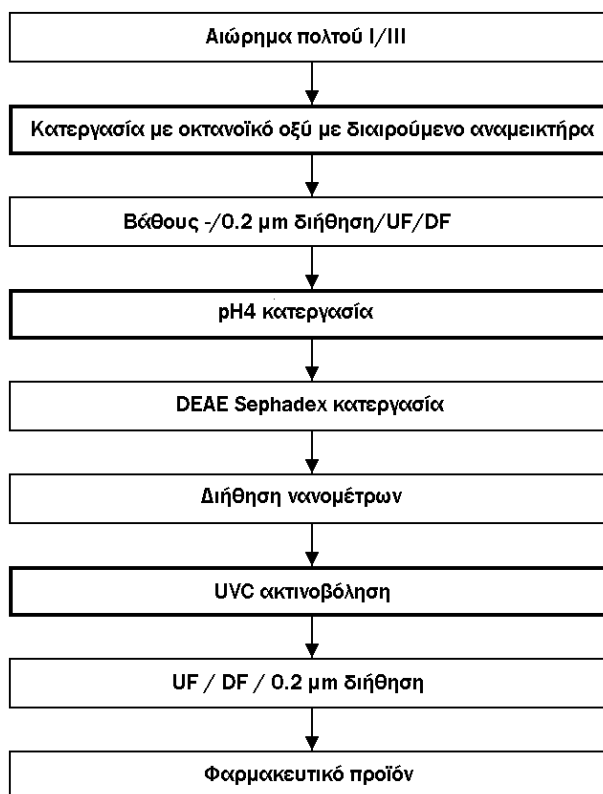 Αιώρημα πολτού I/III
Κατεργασία με οκτανοϊκό οξύ με διαιρούμενο αναμεικτήρα
Βάθους -/0.2 μm διήθηση/UF/DF
pH4 κατεργασία
DEAE Sephadex κατεργασία
Διήθηση νανομέτρων
UVC ακτινοβόληση
UF / DF / 0.2 μm διήθηση
Φαρμακευτικό προϊόν